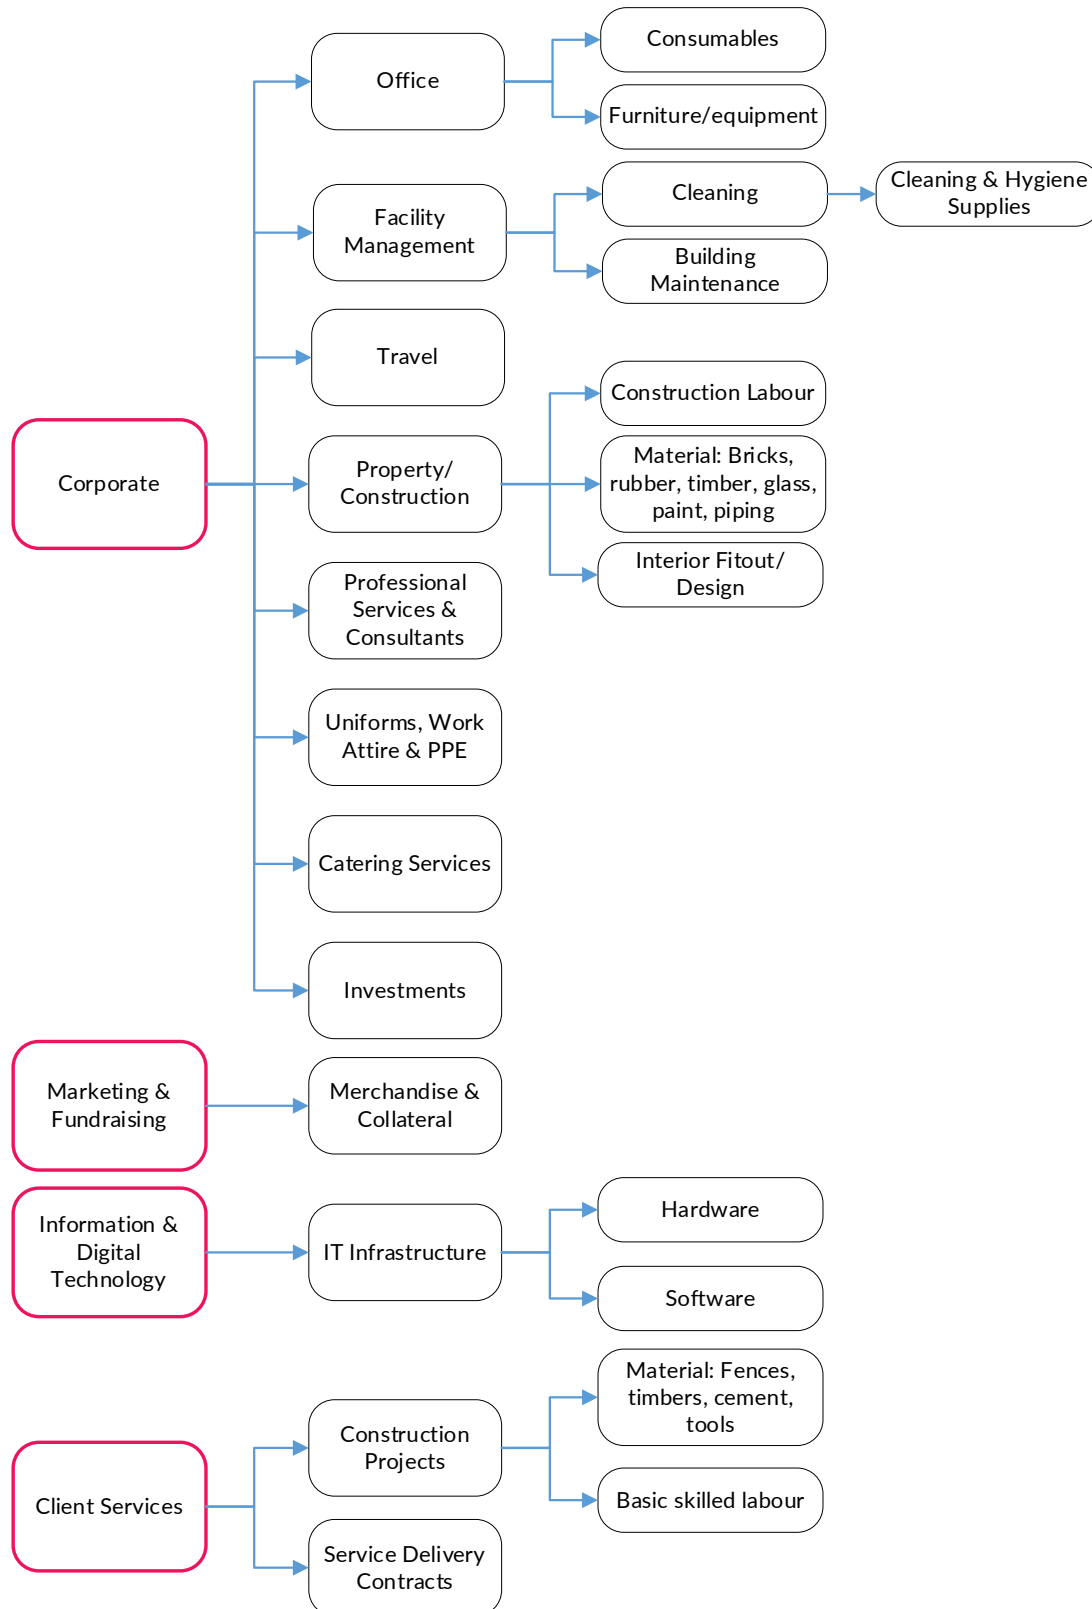 Consumables
Office
Furniture/equipment
Cleaning
Cleaning & Hygiene
Supplies
Facility
Management
Building
Maintenance
Travel
Construction Labour
Corporate
Property/
Construction
Material: Bricks,
rubber, timber, glass,
paint, piping
Interior Fitout/
Design
Professional
Services &
Consultants
Uniforms, Work
Attire & PPE
Catering Services
Investments
Marketing &
Fundraising
Merchandise &
Collateral
Information &
Digital
Technology
IT Infrastructure
Hardware
Software
Material: Fences,
timbers, cement,
tools
Construction
Projects
Client Services
Basic skilled labour
Service Delivery
Contracts